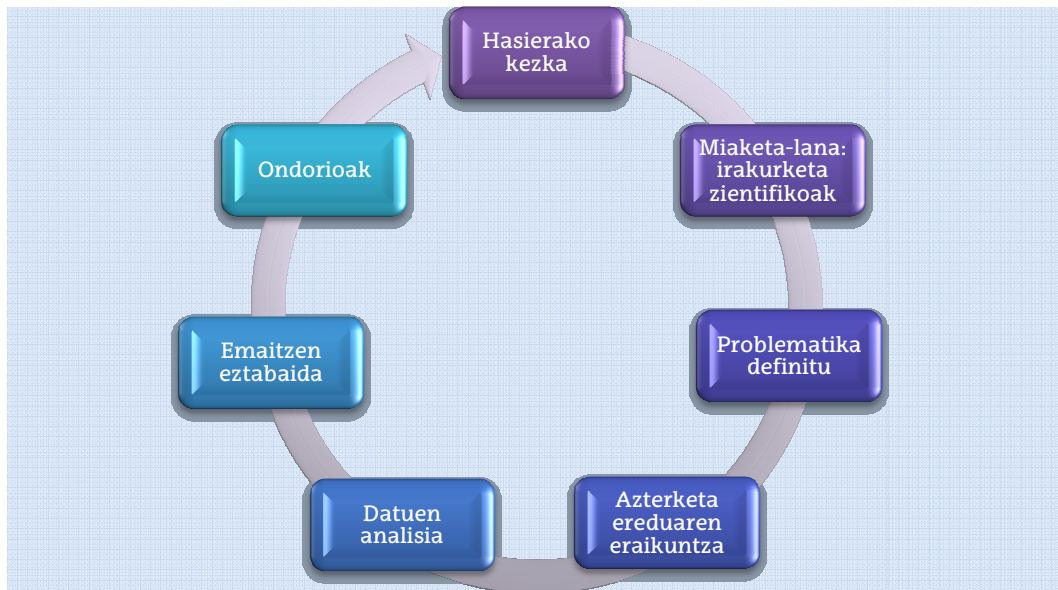 Hasierako
kezka
Miaketa-lana:
irakurketa
zientifikoak
Problematika
definitu
Azterketa
ereduaren
eraikuntza
Datuen
analisia
Emaitzen
eztabaida
Ondorioak